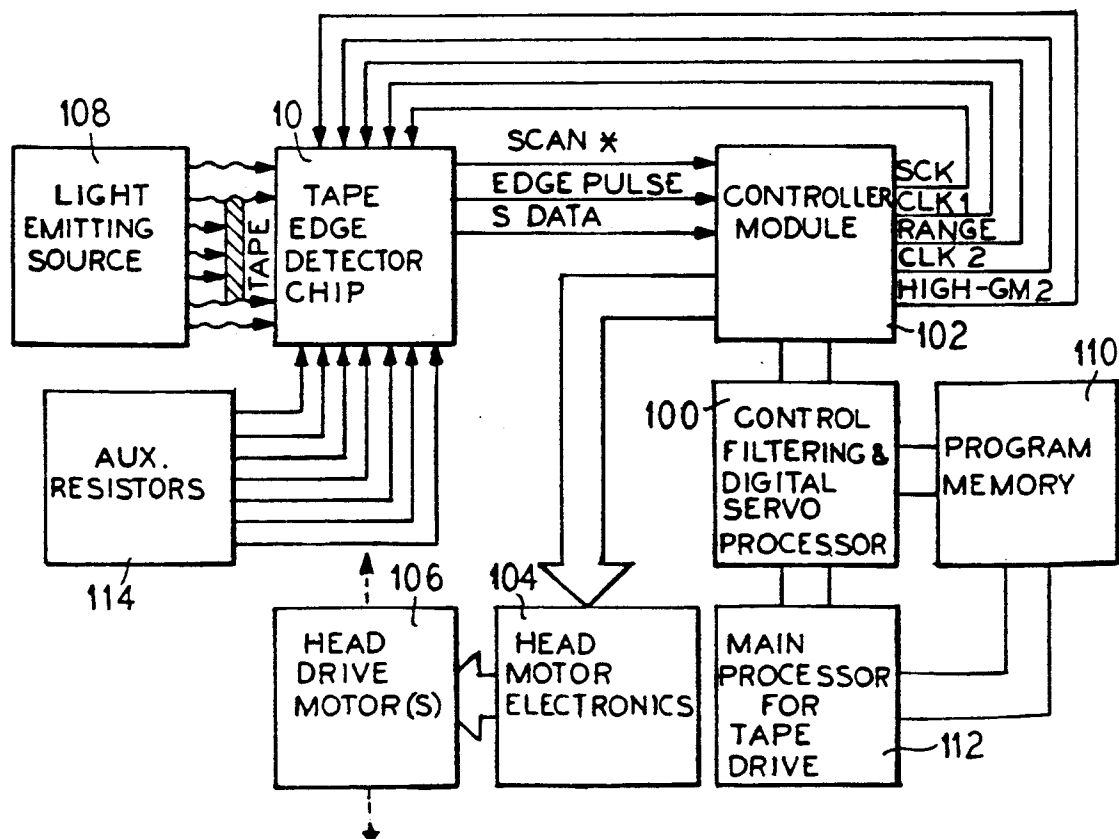 108
LIGHT
EMITTING
SOURCE
TAPE
10
TAPE
EDGE
DETECTOR
CHIP
SCAN *
EDGE PULSE
S DATA
CONTROLLER
MODULE
SCK
CLK 1
RANGE
CLK 2
HIGH-GM2
102
AUX.
RESISTORS
114
100
CONTROL
FILTERING &
DIGITAL
SERVO
PROCESSOR
110
PROGRAM
MEMORY
106
HEAD
DRIVE
MOTOR(S)
104
HEAD
MOTOR
ELECTRONICS
MAIN
PROCESSOR
FOR
TAPE
DRIVE
112